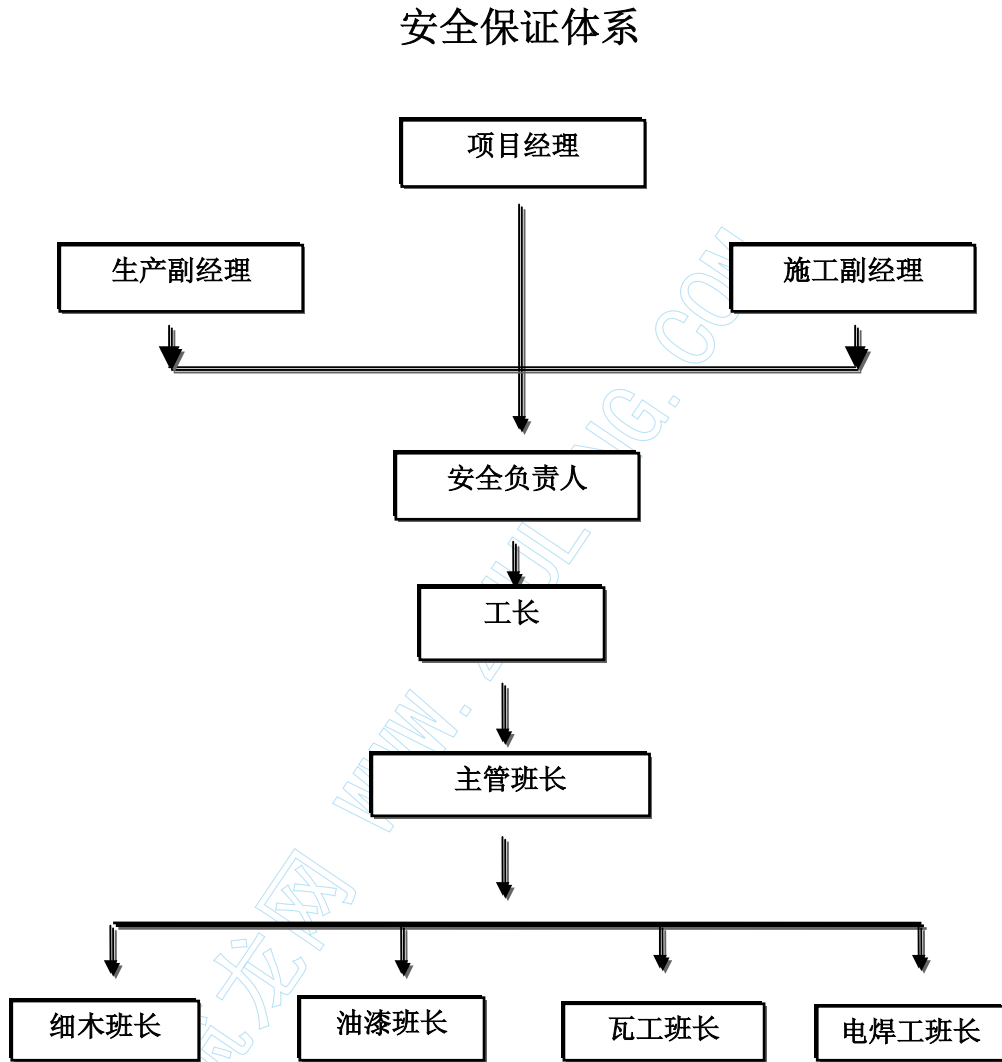 安全保证体系
项目经理
生产副经理
施工副经理
安全负责人
工长
主管班长
细木班长
油漆班长
瓦工班长
电焊工班长